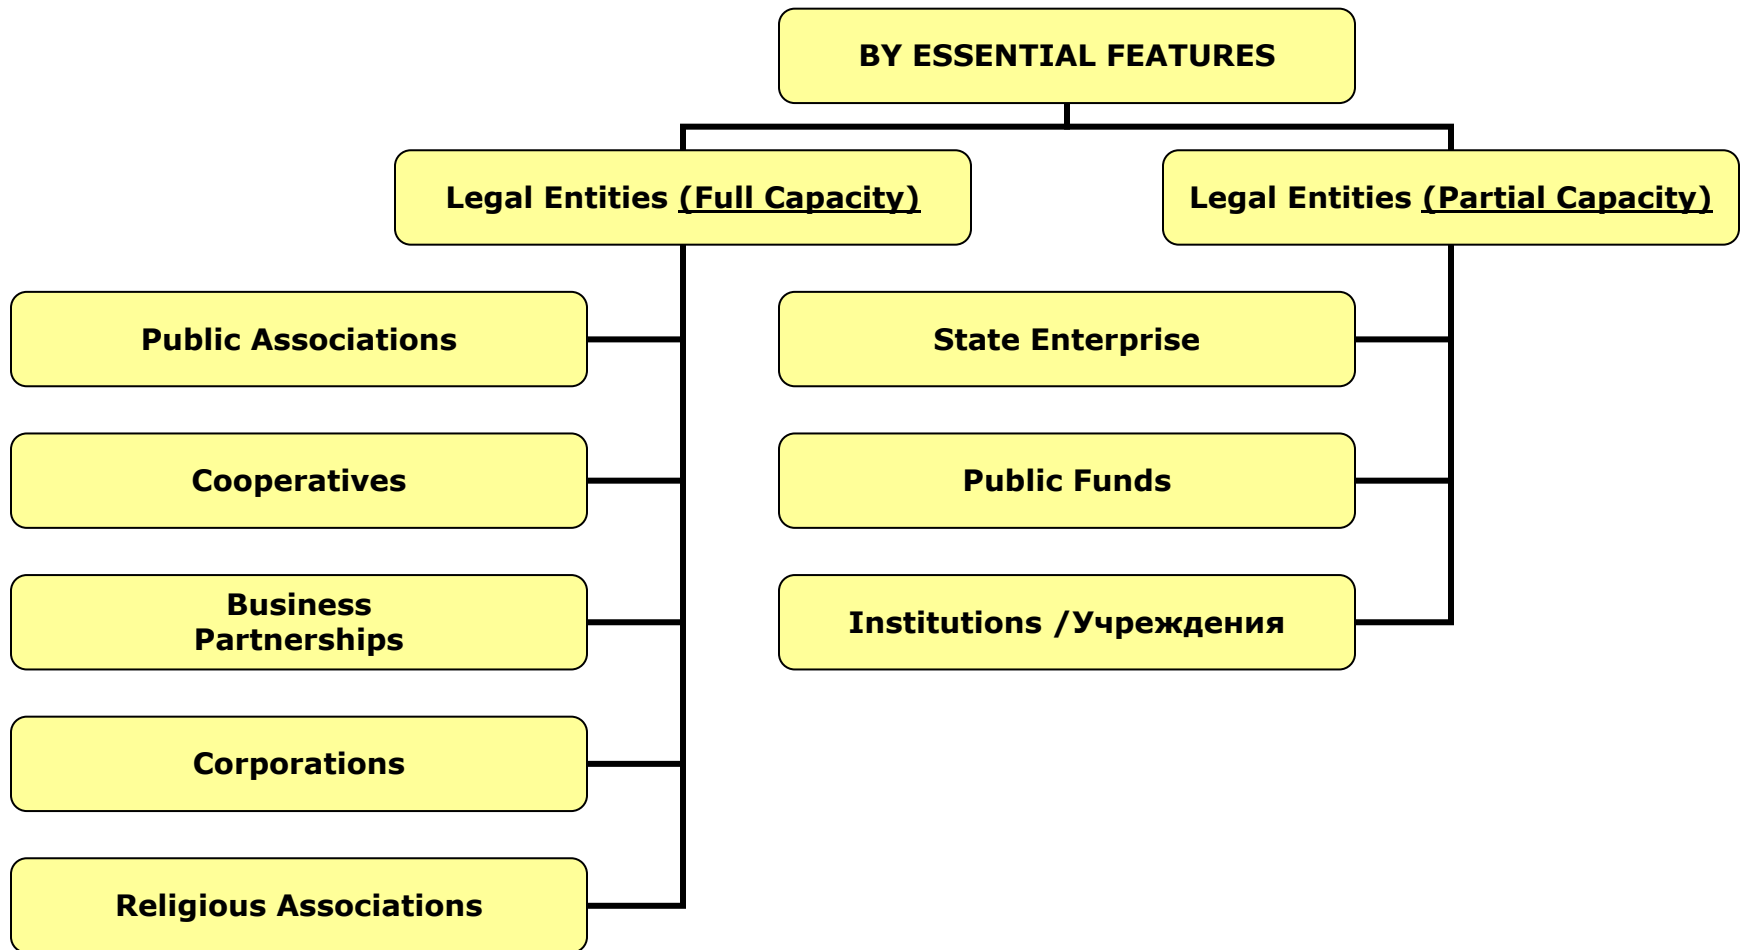 BY ESSENTIAL FEATURES
Legal Entities (Full Capacity)
Legal Entities (Partial Capacity)
Public Associations
State Enterprise
Cooperatives
Public Funds
Business
Partnerships
Institutions /Учреждения
Corporations
Religious Associations